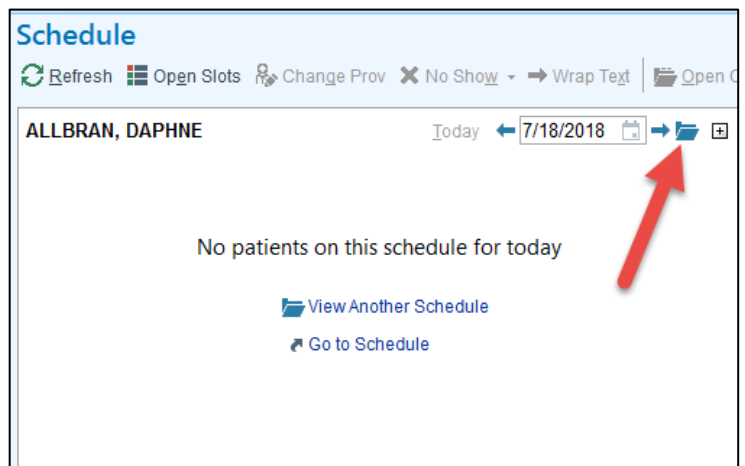 Schedule
Refresh Open Slots Change Prov No Show Wrap Text Open
ALLBRAN, DAPHNE Today 7/18/2018
No patients on this schedule for today
View Another Schedule
Go to Schedule